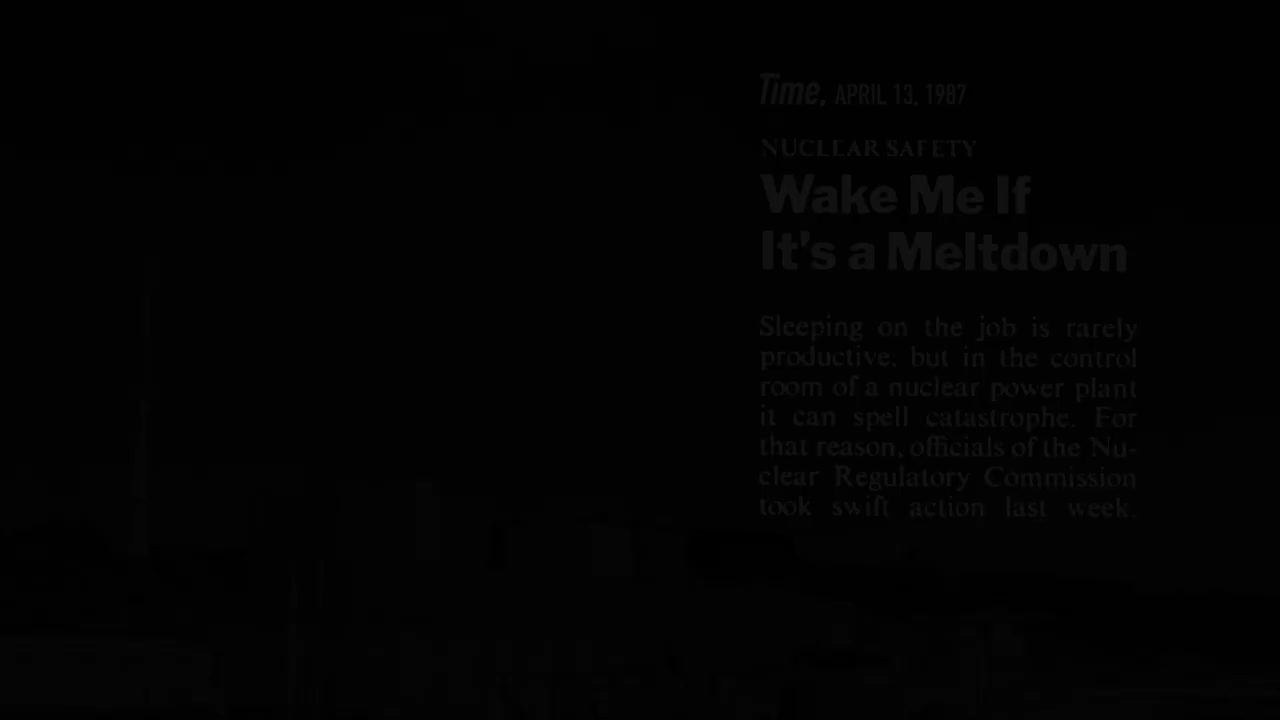 Time, APRIL 13, 1987
NUCLEAR SAFETY
Wake Me If
It's a Meltdown
Sleeping on the job is rarely
productive, but in the control
room of a nuclear power plant
it can spell catastrophe. For
that reason, officials of the Nu-
clear Regulatory Commission
took swift action last week.